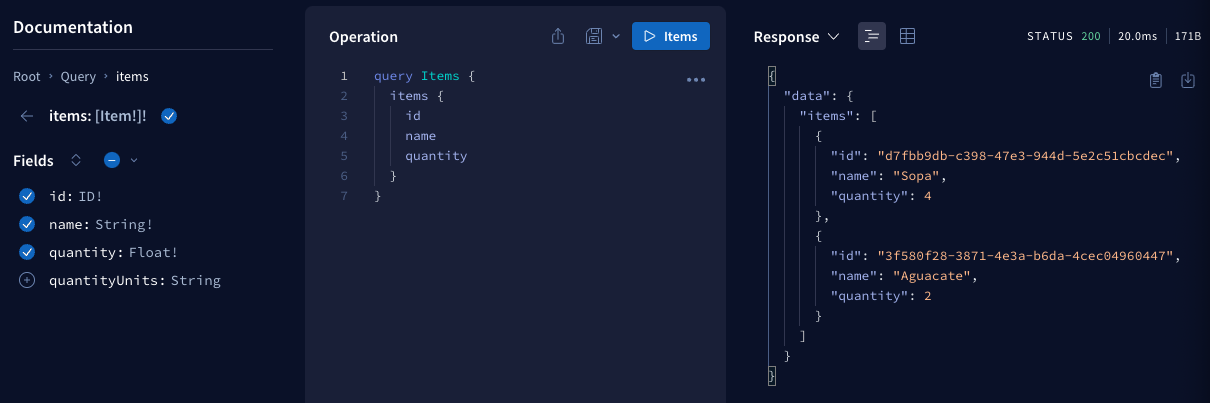 Documentation
Root › Query › items
items: [Item!]!
Fields
id: ID!
name: String!
quantity: Float!
quantityUnits: String
Operation
Items
1 query Items {
2 items {
3 id
4 name
5 quantity
6 }
7 }
Response
STATUS 200 | 20.0ms | 171B
{
"data": {
"items": [
{
"id": "d7fbb9db-c398-47e3-944d-5e2c51cbcdec",
"name": "Sopa",
"quantity": 4
},
{
"id": "3f580f28-3871-4e3a-b6da-4cec04960447",
"name": "Aguacate",
"quantity": 2
}
]
}
}